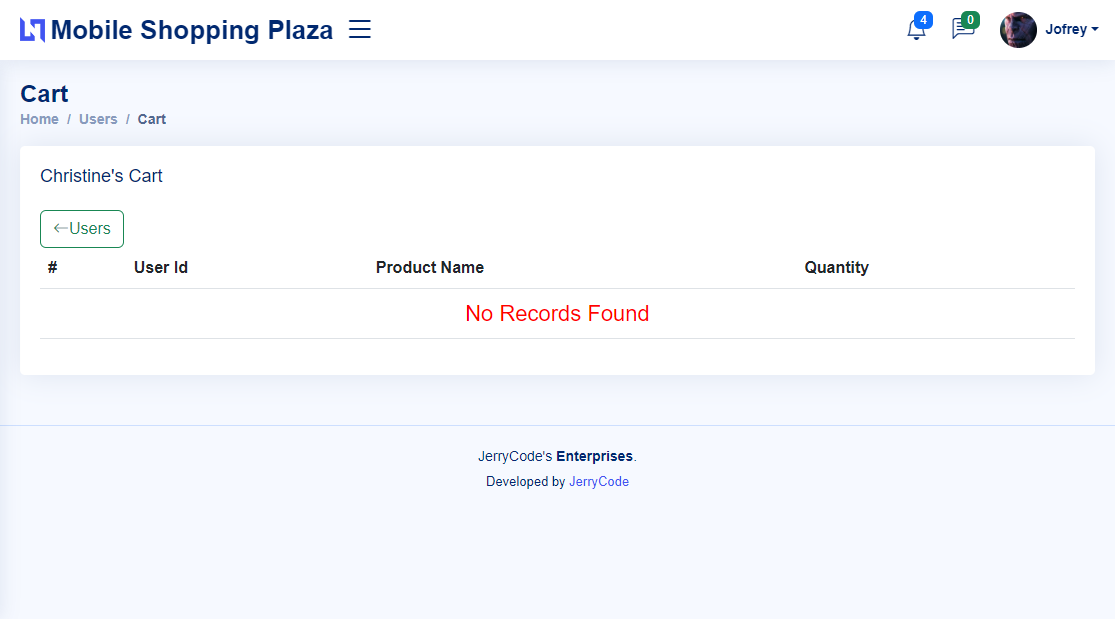 Mobile Shopping Plaza
4
0
Jofrey
Cart
Home / Users / Cart
Christine's Cart
←Users
# User Id Product Name Quantity
No Records Found
JerryCode's Enterprises.
Developed by JerryCode